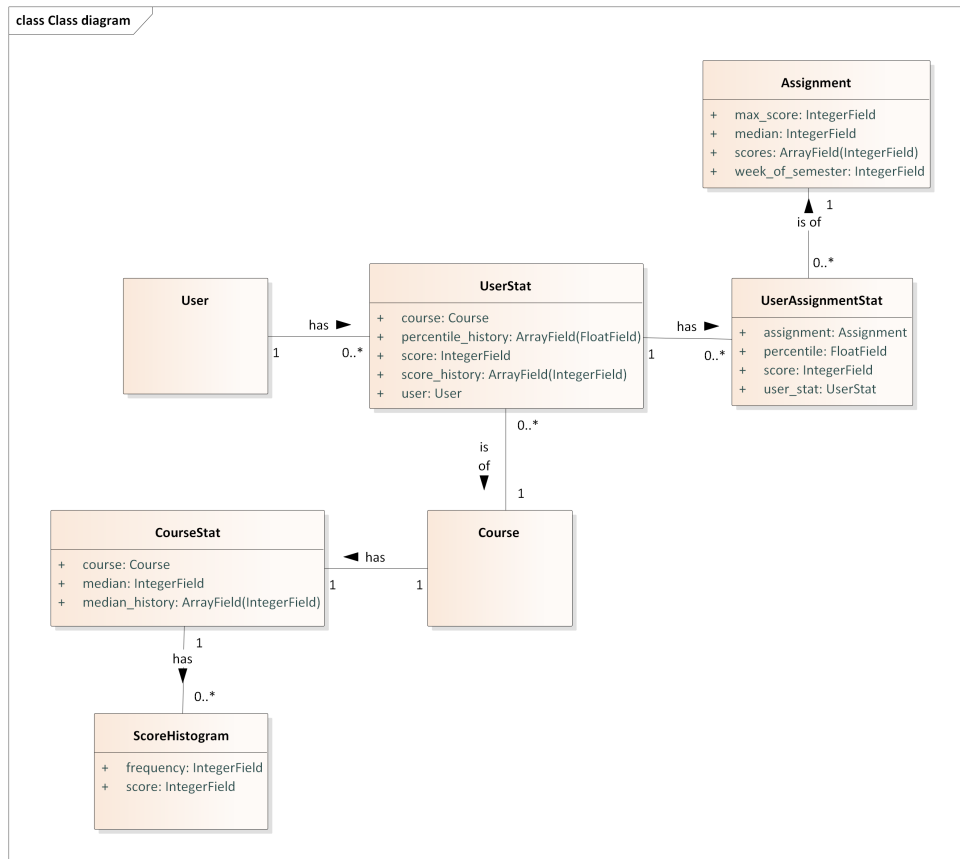 class Class diagram
Assignment
+ max_score: IntegerField
+ median: IntegerField
+ scores: ArrayField(IntegerField)
+ week_of_semester: IntegerField
1
is of
0..*
User
has
1
0..*
UserStat
+ course: Course
+ percentile_history: ArrayField(FloatField)
+ score: IntegerField
+ score_history: ArrayField(IntegerField)
+ user: User
has
1
0..*
UserAssignmentStat
+ assignment: Assignment
+ percentile: FloatField
+ score: IntegerField
+ user_stat: UserStat
0..*
is
of
1
CourseStat
+ course: Course
+ median: IntegerField
+ median_history: ArrayField(IntegerField)
has
1
1
Course
1
has
0..*
ScoreHistogram
+ frequency: IntegerField
+ score: IntegerField